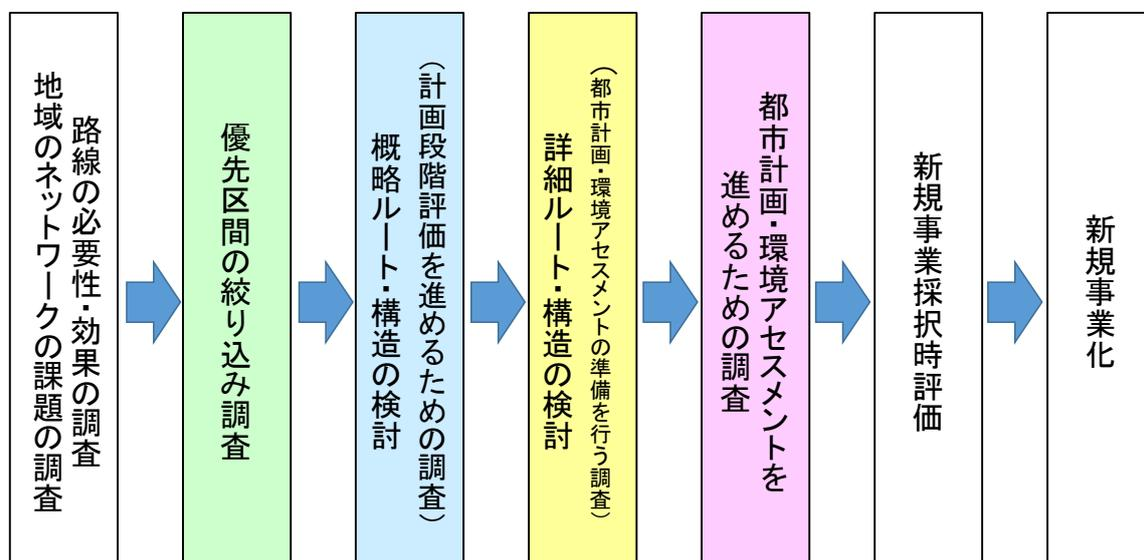 路線の必要性・効果の調査
地域のネットワークの課題の調査
優先区間の絞り込み調査
（計画段階評価を進めるための調査）
概略ルート・構造の検討
（都市計画・環境アセスメントの準備を行う調査）
詳細ルート・構造の検討
都市計画・環境アセスメントを
進めるための調査
新規事業採択時評価
新規事業化